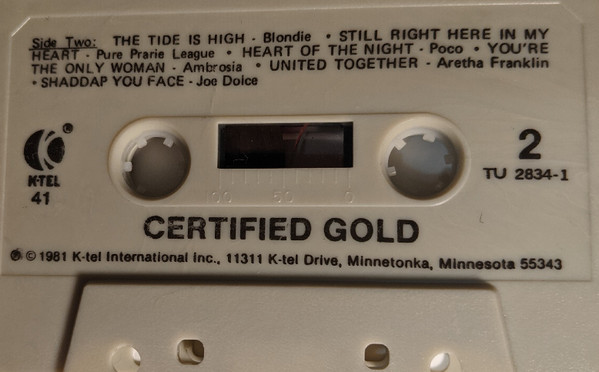 Side Two: THE TIDE IS HIGH - Blondie • STILL RIGHT HERE IN MY
HEART - Pure Prarie League • HEART OF THE NIGHT - Poco • YOU'RE
THE ONLY WOMAN - Ambrosia • UNITED TOGETHER - Aretha Franklin
• SHADDAP YOU FACE - Joe Dolce
K ®
K-TEL
41
2
TU 2834-1
100 50 0
CERTIFIED GOLD
℗ © 1981 K-tel International Inc., 11311 K-tel Drive, Minnetonka, Minnesota 55343